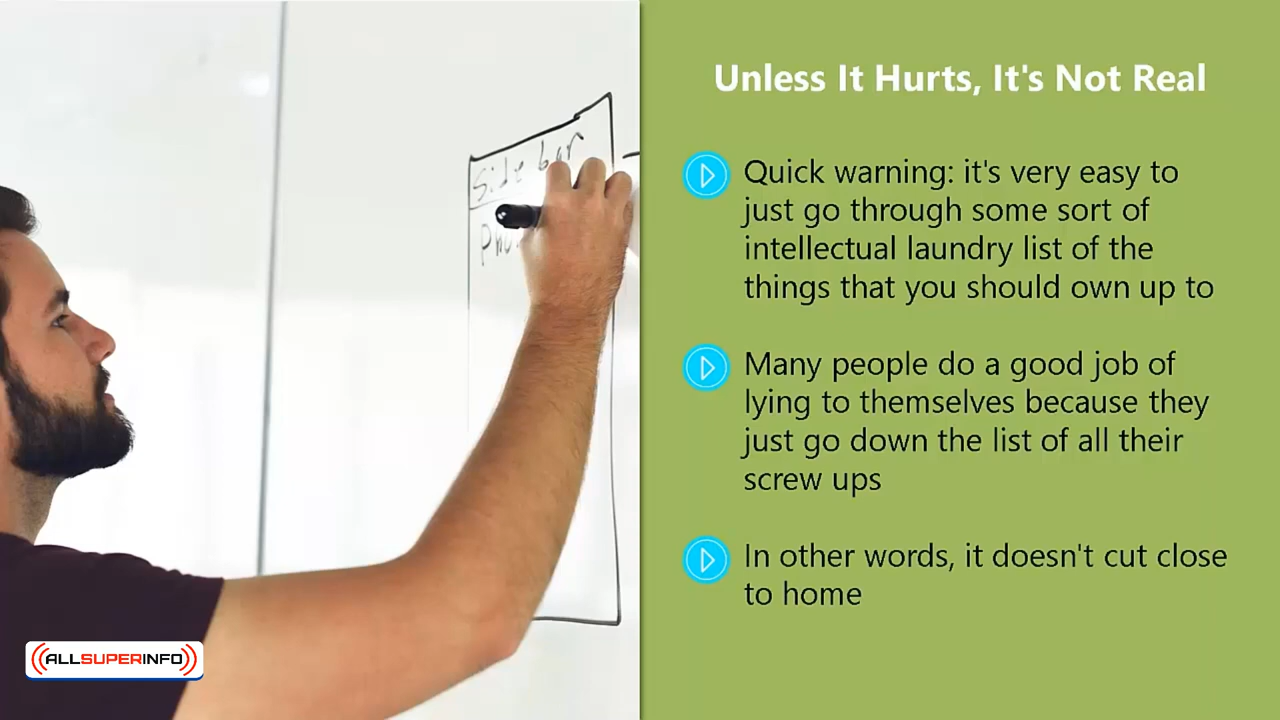 Unless It Hurts, It's Not Real
Quick warning: it's very easy to
just go through some sort of
intellectual laundry list of the
things that you should own up to
Many people do a good job of
lying to themselves because they
just go down the list of all their
screw ups
In other words, it doesn't cut close
to home
Side bar
ALLSUPERINFO